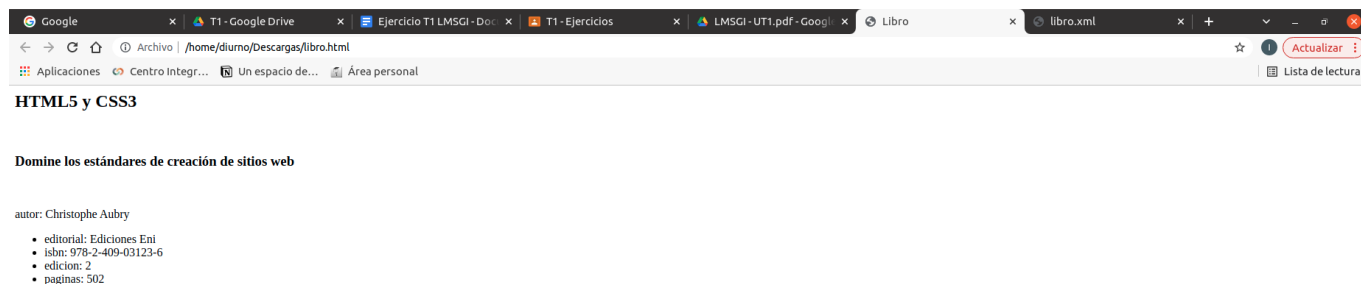 Google T1 - Google Drive Ejercicio T1 LMSGI - Doc T1 - Ejercicios LMSGI - UT1.pdf - Google Libro libro.xml
Archivo | /home/diurno/Descargas/libro.html I Actualizar
Aplicaciones Centro Integr... Un espacio de... Área personal Lista de lectura
HTML5 y CSS3
Domine los estándares de creación de sitios web
autor: Christophe Aubry
• editorial: Ediciones Eni
• isbn: 978-2-409-03123-6
• edicion: 2
• paginas: 502